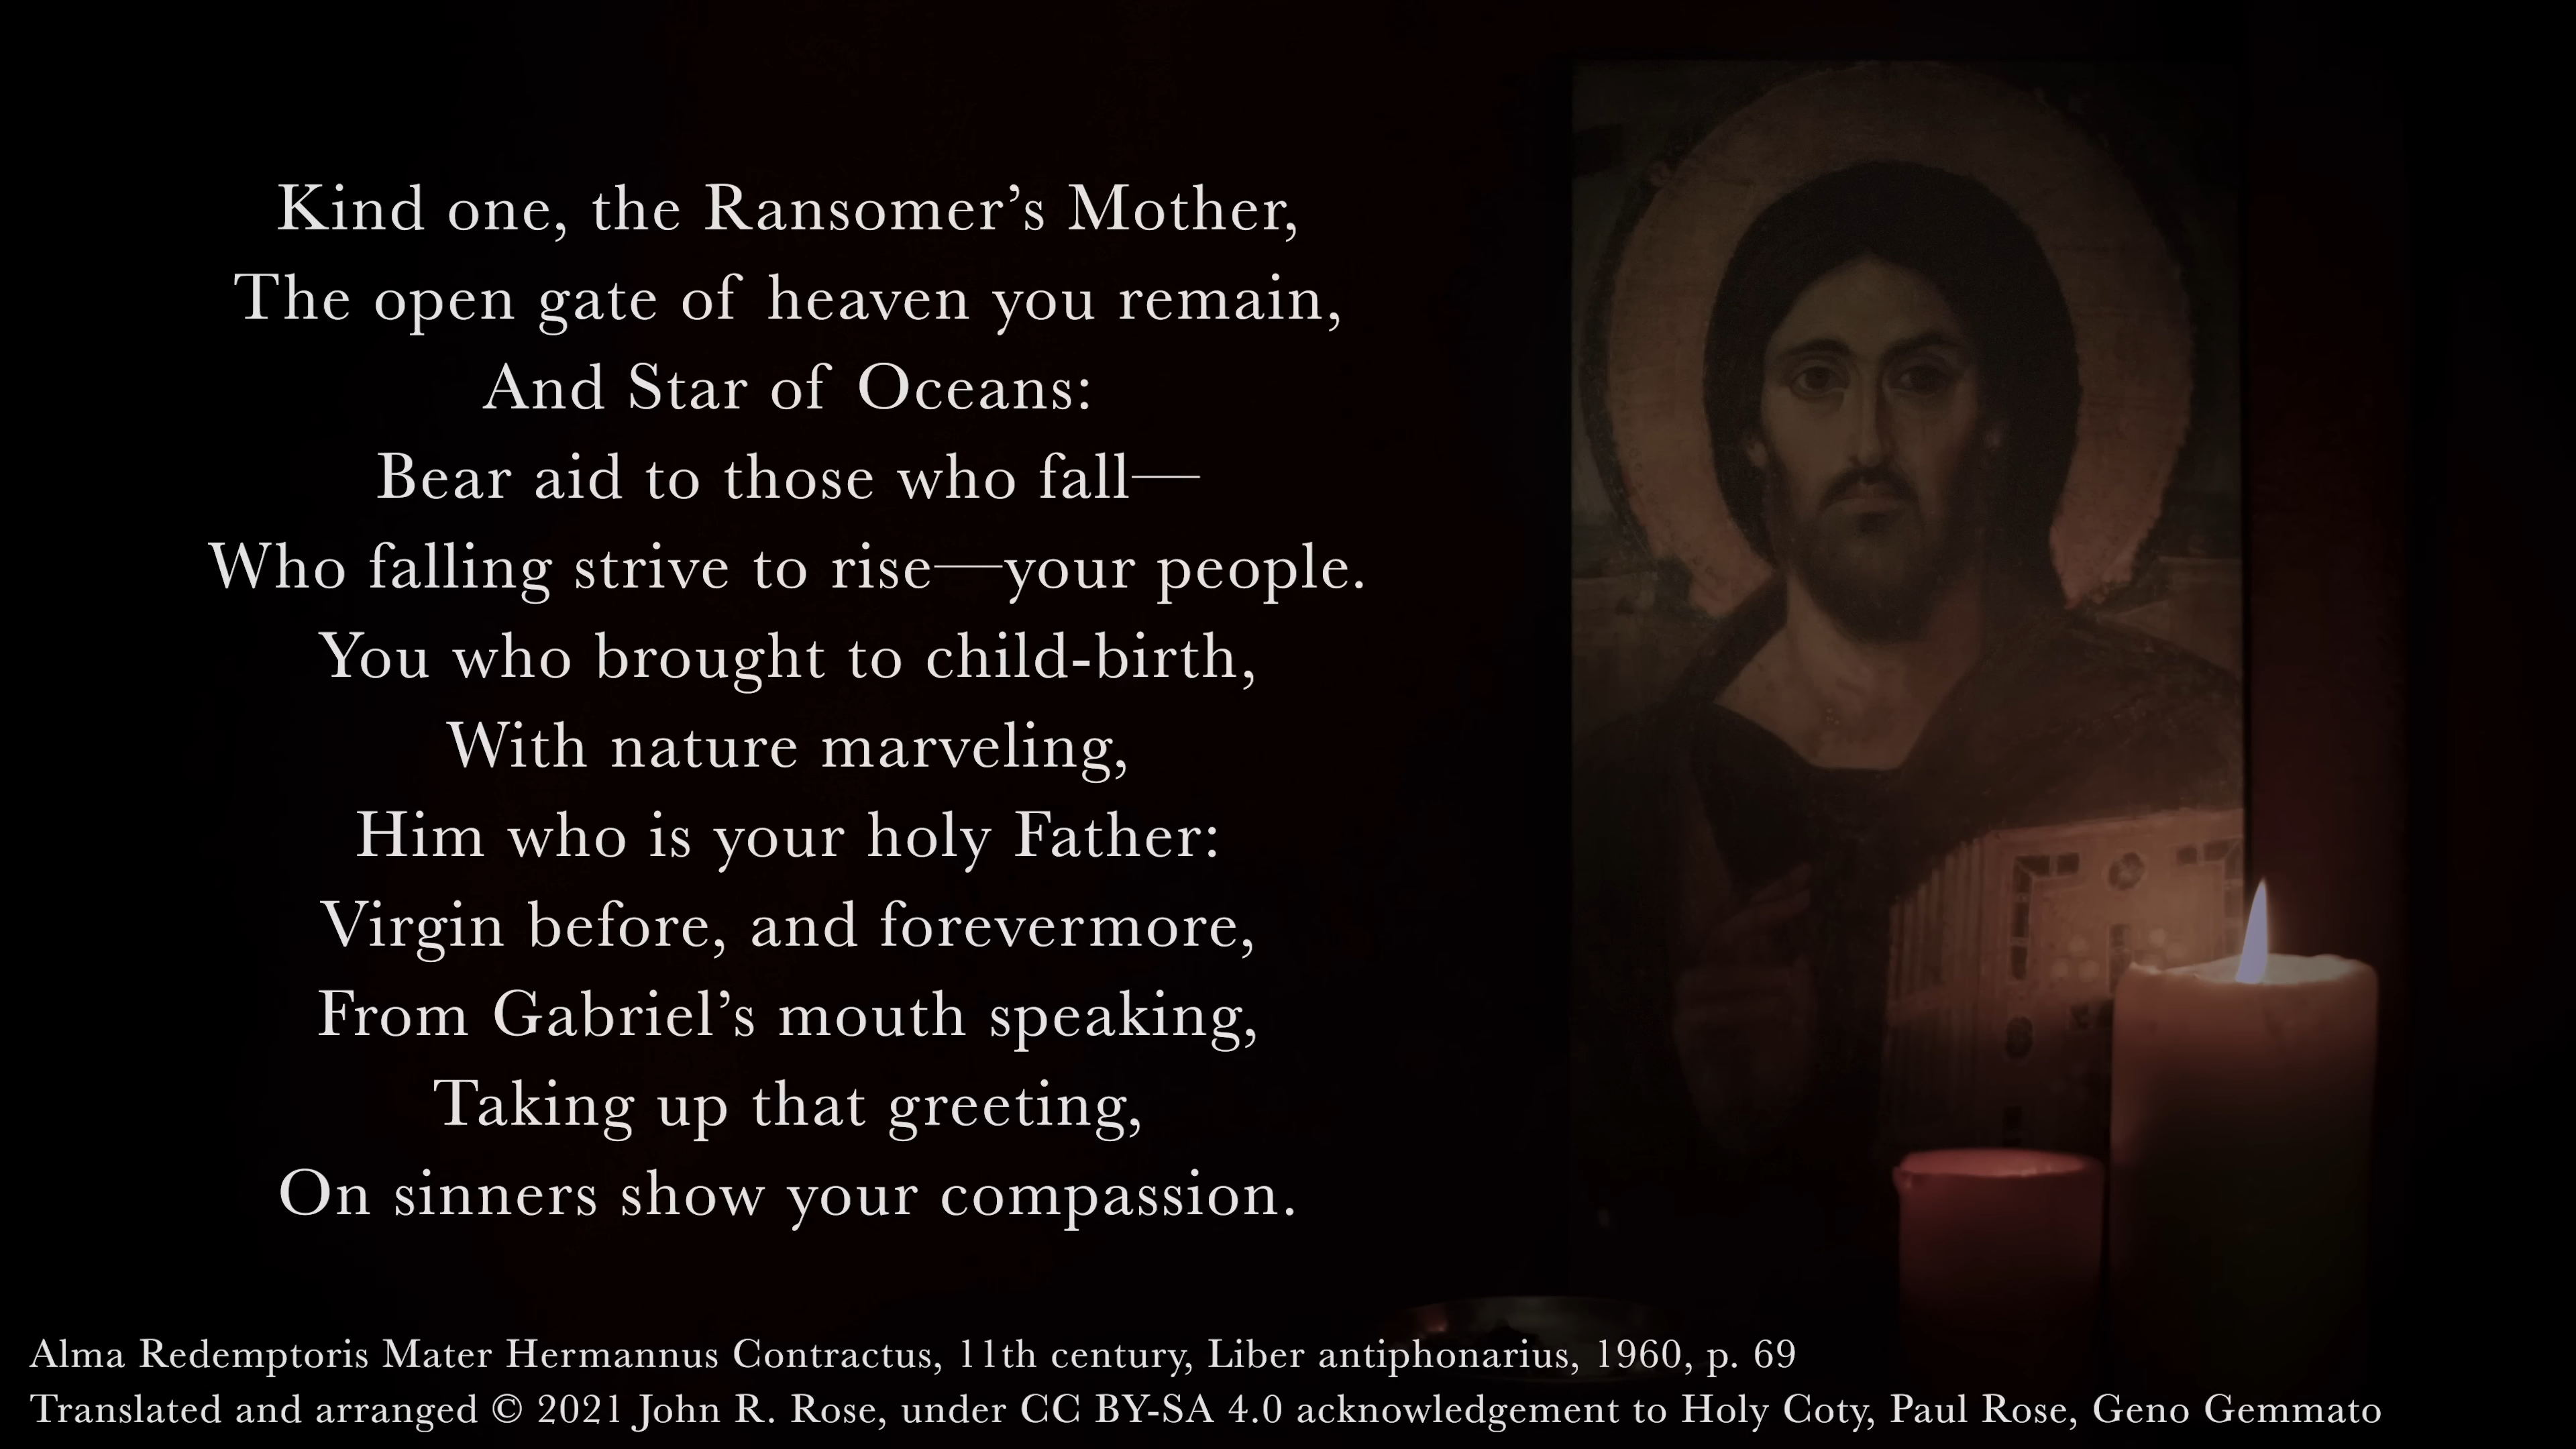 Kind one, the Ransomer’s Mother,
The open gate of heaven you remain,
And Star of Oceans:
Bear aid to those who fall—
Who falling strive to rise—your people.
You who brought to child-birth,
With nature marveling,
Him who is your holy Father:
Virgin before, and forevermore,
From Gabriel’s mouth speaking,
Taking up that greeting,
On sinners show your compassion.
Alma Redemptoris Mater Hermannus Contractus, 11th century, Liber antiphonarius, 1960, p. 69
Translated and arranged © 2021 John R. Rose, under CC BY-SA 4.0 acknowledgement to Holy Coty, Paul Rose, Geno Gemmato